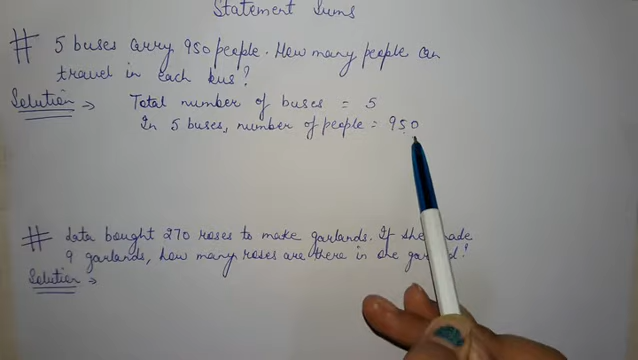 Statement Sums
# 5 buses carry 950 people. How many people can
travel in each bus?
Solution → Total number of buses = 5
In 5 buses, number of people = 950
# Lata bought 270 roses to make garlands. If she made
9 garlands, how many roses are there in one garland?
Solution →